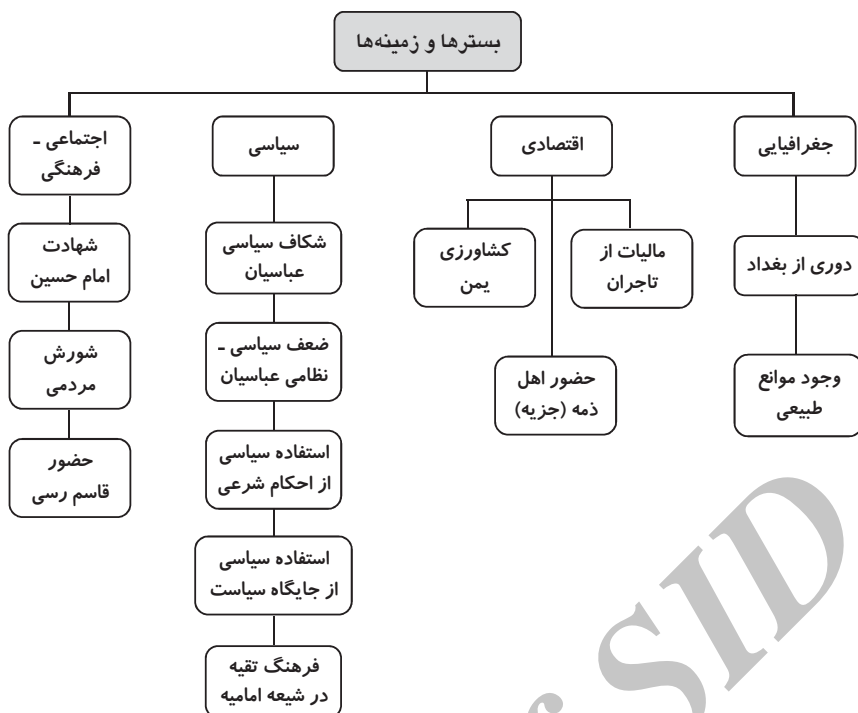 بسترها و زمینه‌ها
جغرافیایی
دوری از بغداد
وجود موانع
طبیعی
اقتصادی
مالیات از
تاجران
حضور اهل
ذمه (جزیه)
کشاورزی
یمن
سیاسی
شکاف سیاسی
عباسیان
ضعف سیاسی ـ
نظامی عباسیان
استفاده سیاسی
از احکام شرعی
استفاده سیاسی
از جایگاه سیاست
فرهنگ تقیه
در شیعه امامیه
اجتماعی ـ
فرهنگی
شهادت
امام حسین
شورش
مردمی
حضور
قاسم رسی
SID